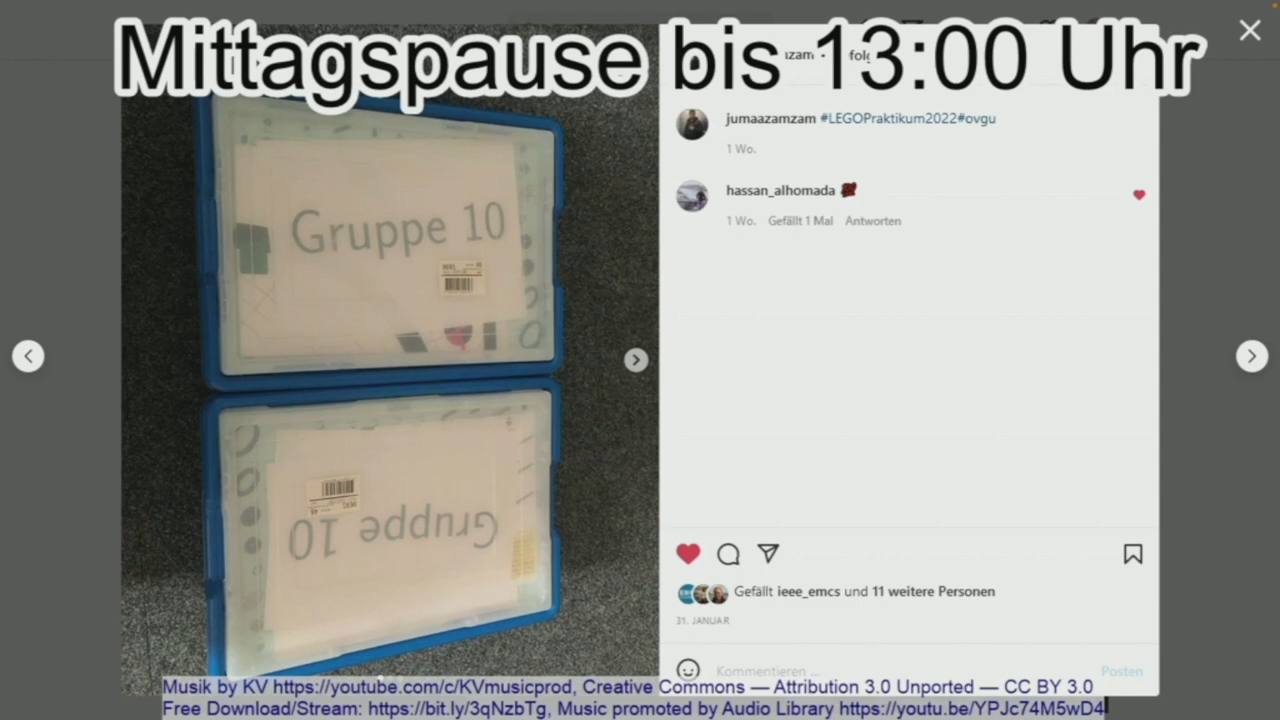 Mittagspause bis 13:00 Uhr
jumaazamzam #LEGOPraktikum2022#ovgu
1 Wo.
hassan_alhomada
1 Wo. Gefällt 1 Mal Antworten
Gruppe 10
Gruppe 10
Gefällt ieee_emcs und 11 weitere Personen
31. JANUAR
Kommentieren ...
Posten
Musik by KV https://youtube.com/c/KVmusicprod, Creative Commons — Attribution 3.0 Unported — CC BY 3.0
Free Download/Stream: https://bit.ly/3qNzbTg, Music promoted by Audio Library https://youtu.be/YPJc74M5wD4